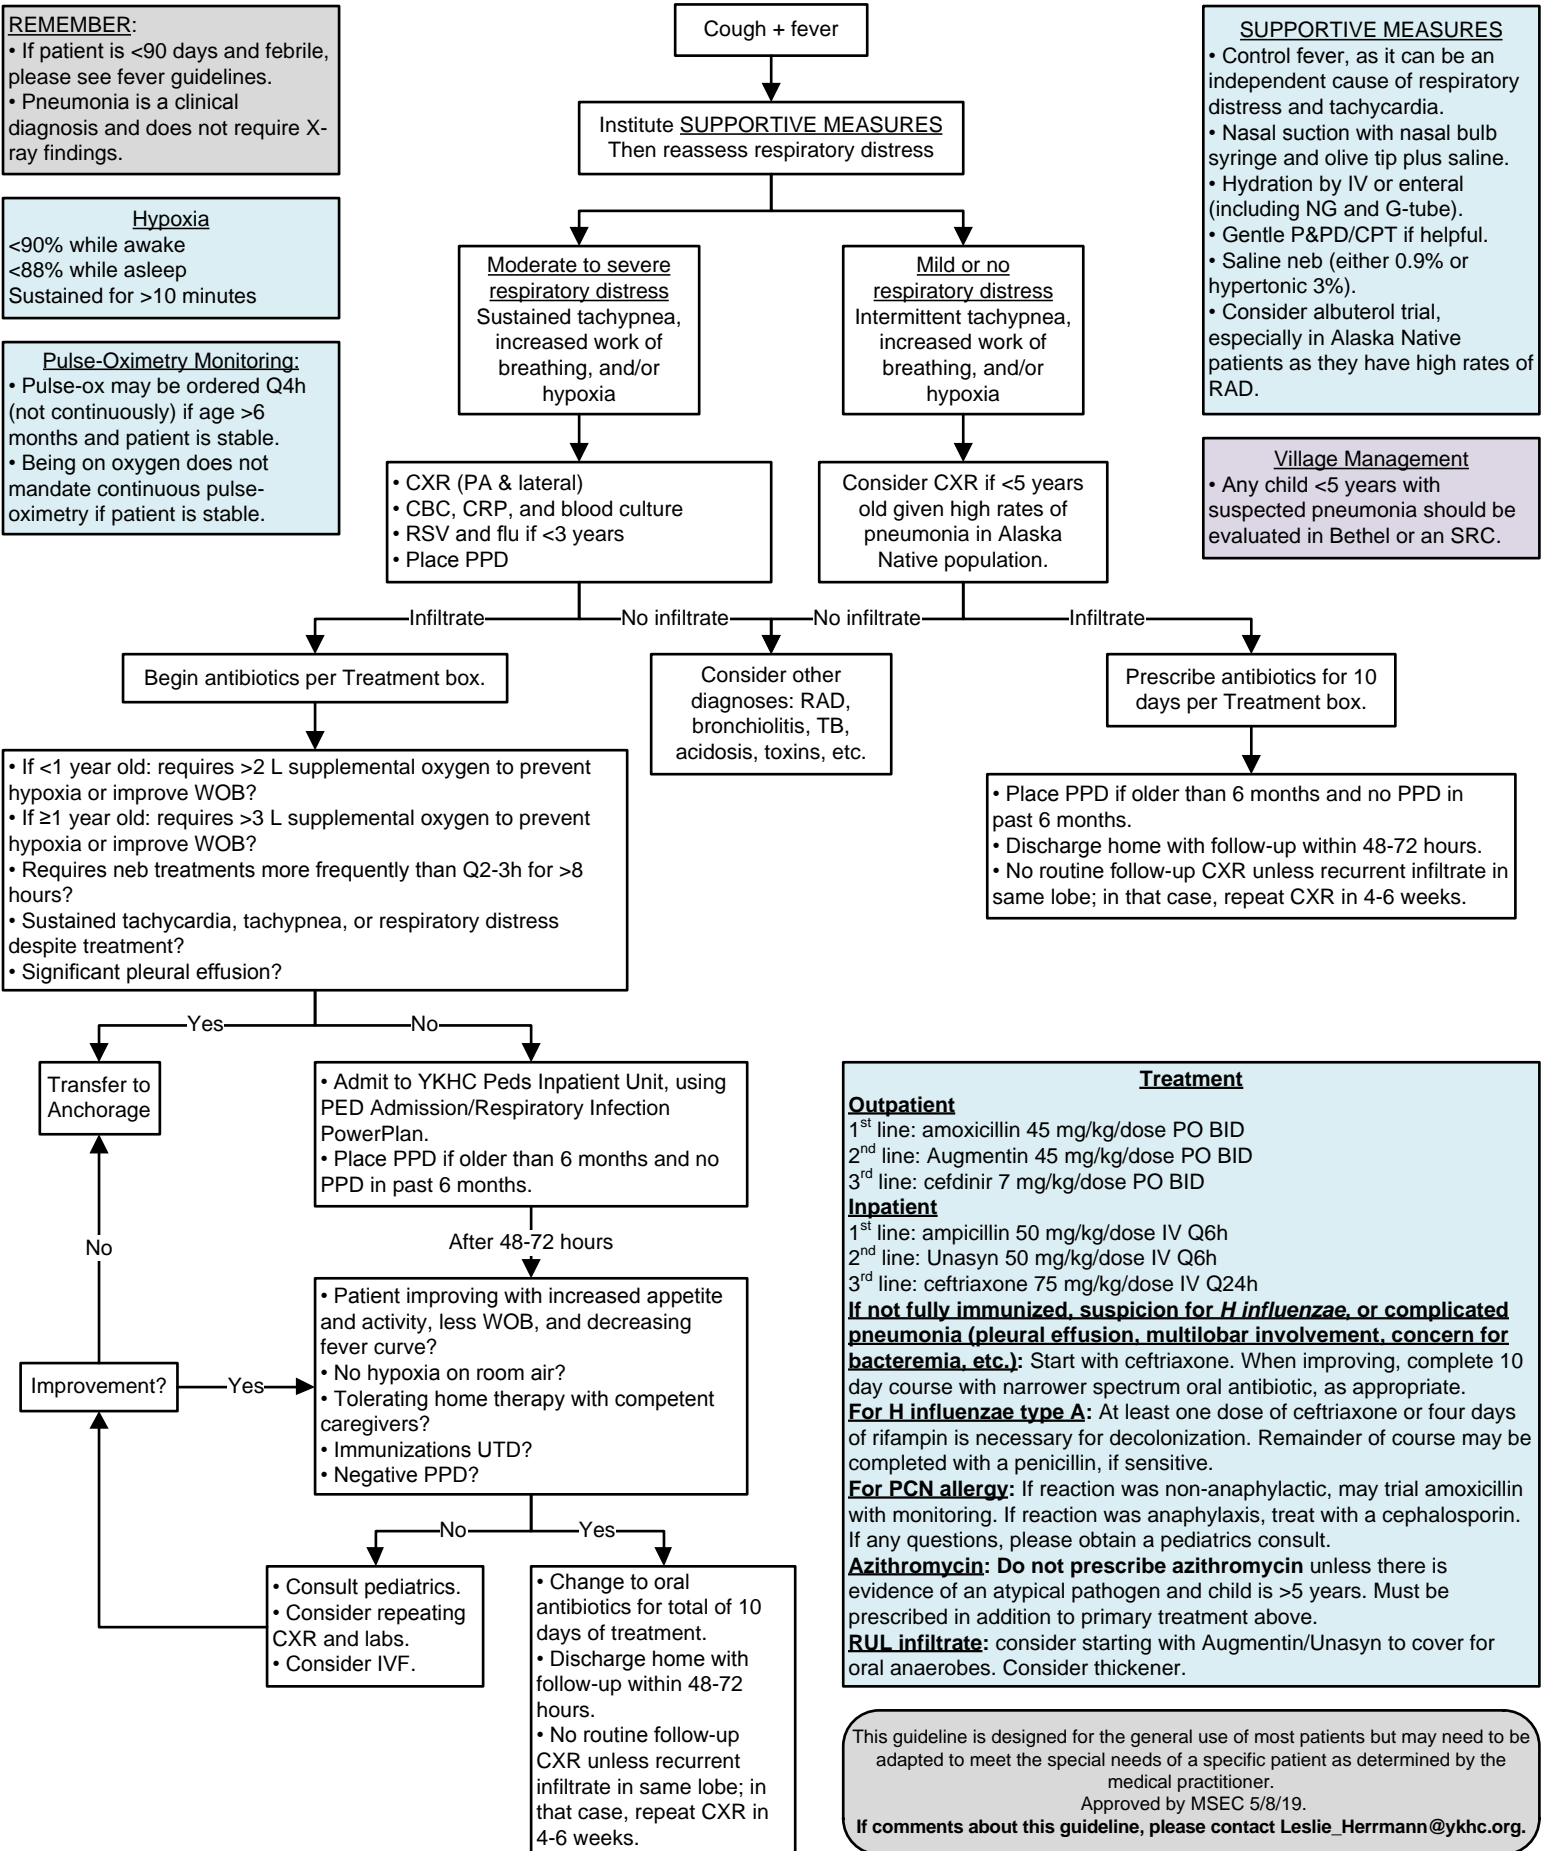 REMEMBER:
• If patient is <90 days and febrile,
please see fever guidelines.
• Pneumonia is a clinical
diagnosis and does not require X-
ray findings.
Hypoxia
<90% while awake
<88% while asleep
Sustained for >10 minutes
Pulse-Oximetry Monitoring:
• Pulse-ox may be ordered Q4h
(not continuously) if age >6
months and patient is stable.
• Being on oxygen does not
mandate continuous pulse-
oximetry if patient is stable.
Cough + fever
Institute SUPPORTIVE MEASURES
Then reassess respiratory distress
SUPPORTIVE MEASURES
• Control fever, as it can be an
independent cause of respiratory
distress and tachycardia.
• Nasal suction with nasal bulb
syringe and olive tip plus saline.
• Hydration by IV or enteral
(including NG and G-tube).
• Gentle P&PD/CPT if helpful.
• Saline neb (either 0.9% or
hypertonic 3%).
• Consider albuterol trial,
especially in Alaska Native
patients as they have high rates of
RAD.
Village Management
• Any child <5 years with
suspected pneumonia should be
evaluated in Bethel or an SRC.
Moderate to severe
respiratory distress
Sustained tachypnea,
increased work of
breathing, and/or
hypoxia
Mild or no
respiratory distress
Intermittent tachypnea,
increased work of
breathing, and/or
hypoxia
• CXR (PA & lateral)
• CBC, CRP, and blood culture
• RSV and flu if <3 years
• Place PPD
Consider CXR if <5 years
old given high rates of
pneumonia in Alaska
Native population.
Infiltrate
No infiltrate
No infiltrate
Infiltrate
Begin antibiotics per Treatment box.
Consider other
diagnoses: RAD,
bronchiolitis, TB,
acidosis, toxins, etc.
Prescribe antibiotics for 10
days per Treatment box.
• If <1 year old: requires >2 L supplemental oxygen to prevent
hypoxia or improve WOB?
• If ≥1 year old: requires >3 L supplemental oxygen to prevent
hypoxia or improve WOB?
• Requires neb treatments more frequently than Q2-3h for >8
hours?
• Sustained tachycardia, tachypnea, or respiratory distress
despite treatment?
• Significant pleural effusion?
• Place PPD if older than 6 months and no PPD in
past 6 months.
• Discharge home with follow-up within 48-72 hours.
• No routine follow-up CXR unless recurrent infiltrate in
same lobe; in that case, repeat CXR in 4-6 weeks.
Yes
No
Transfer to
Anchorage
• Admit to YKHC Peds Inpatient Unit, using
PED Admission/Respiratory Infection
PowerPlan.
• Place PPD if older than 6 months and no
PPD in past 6 months.
No
After 48-72 hours
• Patient improving with increased appetite
and activity, less WOB, and decreasing
fever curve?
• No hypoxia on room air?
• Tolerating home therapy with competent
caregivers?
• Immunizations UTD?
• Negative PPD?
Improvement?
Yes
No
Yes
• Consult pediatrics.
• Consider repeating
CXR and labs.
• Consider IVF.
• Change to oral
antibiotics for total of 10
days of treatment.
• Discharge home with
follow-up within 48-72
hours.
• No routine follow-up
CXR unless recurrent
infiltrate in same lobe; in
that case, repeat CXR in
4-6 weeks.
Treatment
Outpatient
1st line: amoxicillin 45 mg/kg/dose PO BID
2nd line: Augmentin 45 mg/kg/dose PO BID
3rd line: cefdinir 7 mg/kg/dose PO BID
Inpatient
1st line: ampicillin 50 mg/kg/dose IV Q6h
2nd line: Unasyn 50 mg/kg/dose IV Q6h
3rd line: ceftriaxone 75 mg/kg/dose IV Q24h
If not fully immunized, suspicion for H influenzae, or complicated
pneumonia (pleural effusion, multilobar involvement, concern for
bacteremia, etc.): Start with ceftriaxone. When improving, complete 10
day course with narrower spectrum oral antibiotic, as appropriate.
For H influenzae type A: At least one dose of ceftriaxone or four days
of rifampin is necessary for decolonization. Remainder of course may be
completed with a penicillin, if sensitive.
For PCN allergy: If reaction was non-anaphylactic, may trial amoxicillin
with monitoring. If reaction was anaphylaxis, treat with a cephalosporin.
If any questions, please obtain a pediatrics consult.
Azithromycin: Do not prescribe azithromycin unless there is
evidence of an atypical pathogen and child is >5 years. Must be
prescribed in addition to primary treatment above.
RUL infiltrate: consider starting with Augmentin/Unasyn to cover for
oral anaerobes. Consider thickener.
This guideline is designed for the general use of most patients but may need to be
adapted to meet the special needs of a specific patient as determined by the
medical practitioner.
Approved by MSEC 5/8/19.
If comments about this guideline, please contact Leslie_Herrmann@ykhc.org.